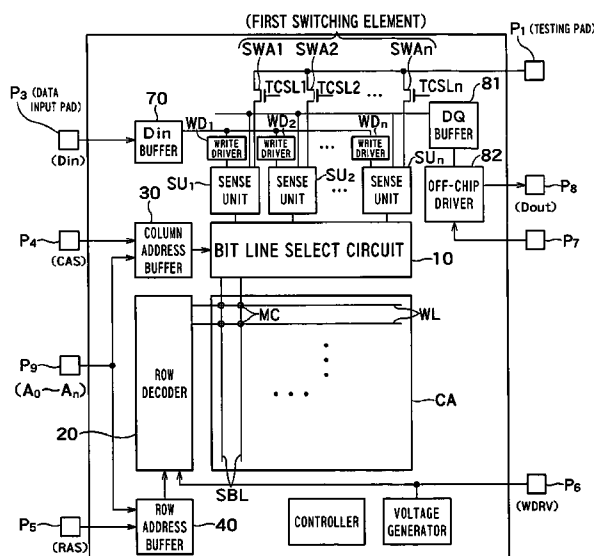 (FIRST SWITCHING ELEMENT)
SWA1 SWA2 SWAn
P1 (TESTING PAD)
TCSL1 TCSL2 ... TCSLn
81
P3 (DATA INPUT PAD)
70
(Din)
Din BUFFER
WD1 WD2 WDn
WRITE DRIVER WRITE DRIVER ... WRITE DRIVER
DQ BUFFER
82
SU1 SENSE UNIT SENSE UNIT SU2 ... SENSE UNIT SUn
OFF-CHIP DRIVER
P8
(Dout)
30
P4
(CAS)
COLUMN ADDRESS BUFFER
BIT LINE SELECT CIRCUIT
10
P7
MC
WL
P9
(A0~An)
ROW DECODER
20
CA
SBL
P6
(WDRV)
P5
(RAS)
ROW ADDRESS BUFFER
40
CONTROLLER
VOLTAGE GENERATOR